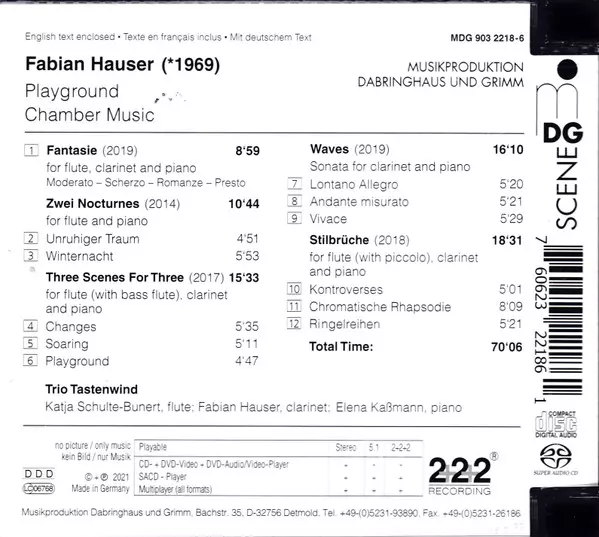 English text enclosed • Texte en français inclus • Mit deutschem Text
MDG 903 2218-6
Fabian Hauser (*1969)
Playground
Chamber Music
MUSIKPRODUKTION
DABRINGHAUS UND GRIMM
1 Fantasie (2019) 8'59
for flute, clarinet and piano
Moderato – Scherzo – Romanze – Presto
Zwei Nocturnes (2014) 10'44
for flute and piano
2 Unruhiger Traum 4'51
3 Winternacht 5'53
Three Scenes For Three (2017) 15'33
for flute (with bass flute), clarinet
and piano
4 Changes 5'35
5 Soaring 5'11
6 Playground 4'47
Waves (2019) 16'10
Sonata for clarinet and piano
7 Lontano Allegro 5'20
8 Andante misurato 5'21
9 Vivace 5'29
Stilbrüche (2018) 18'31
for flute (with piccolo), clarinet
and piano
10 Kontroverses 5'01
11 Chromatische Rhapsodie 8'09
12 Ringelreihen 5'21
Total Time: 70'06
DG
SCENE
7 60623 22186 1
Trio Tastenwind
Katja Schulte-Bunert, flute; Fabian Hauser, clarinet; Elena Kaßmann, piano
no picture / only music
kein Bild / nur Musik
Playable Stereo 5.1 2-2-2
CD- + DVD-Video + DVD-Audio/Video-Player - - -
SACD - Player - - -
Multiplayer (all formats) - - -
DDD
LC06768
© + ℗ 2021
Made in Germany
222®
RECORDING
COMPACT
disc
DIGITAL AUDIO
SUPER AUDIO CD
Musikproduktion Dabringhaus und Grimm, Bachstr. 35, D-32756 Detmold, Tel. +49-(0)5231-93890, Fax +49-(0)5231-26186